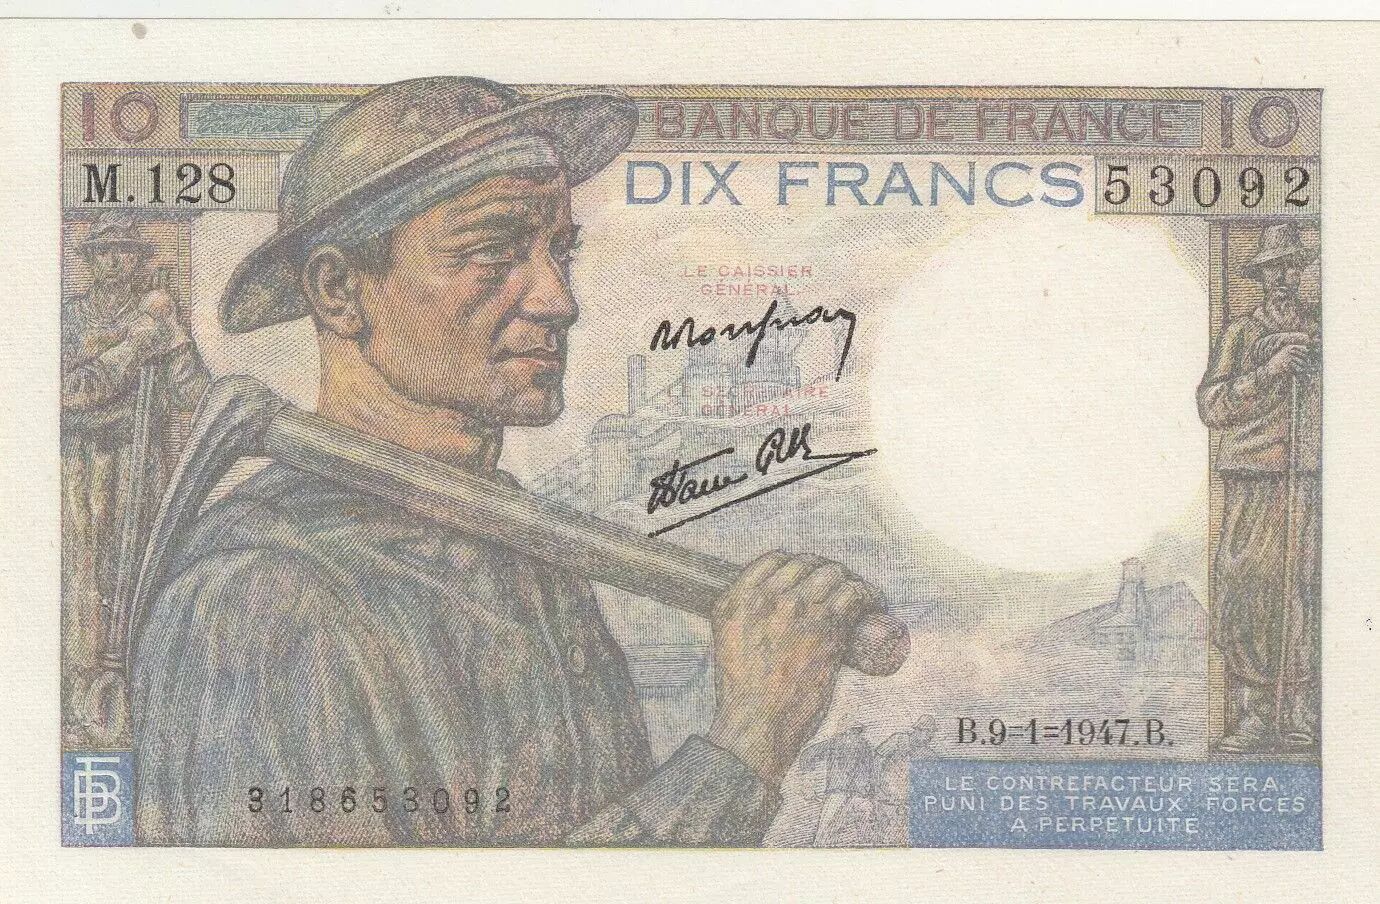 10 BANQUE DE FRANCE 10
M.128 DIX FRANCS 53092
LE CAISSIER
GÉNÉRAL
LE SECRÉTAIRE
GÉNÉRAL
B.9=1=1947.B.
318653092
LE CONTREFACTEUR SERA
PUNI DES TRAVAUX FORCES
A PERPETUITE